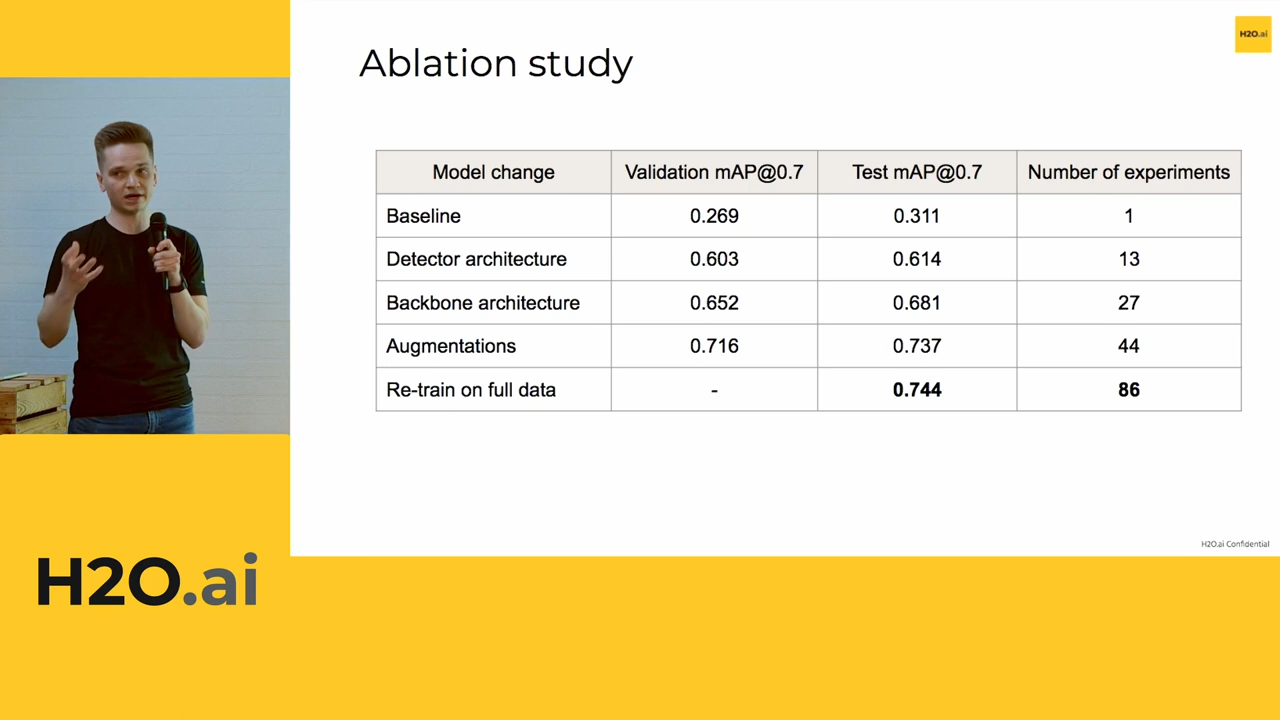 Ablation study
H2O.ai
Model change Validation mAP@0.7 Test mAP@0.7 Number of experiments
Baseline 0.269 0.311 1
Detector architecture 0.603 0.614 13
Backbone architecture 0.652 0.681 27
Augmentations 0.716 0.737 44
Re-train on full data - 0.744 86
H2O.ai Confidential
H2O.ai